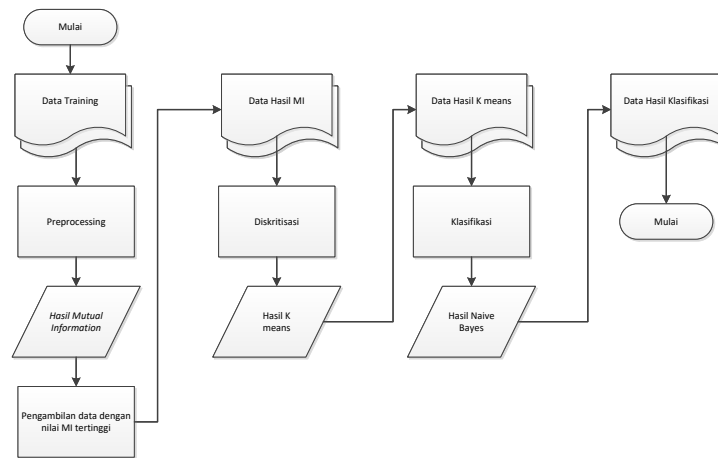 Mulai
Data Training
Preprocessing
Hasil Mutual
Information
Pengambilan data dengan
nilai MI tertinggi
Data Hasil MI
Diskritisasi
Hasil K
means
Data Hasil K means
Klasifikasi
Hasil Naive
Bayes
Data Hasil Klasifikasi
Mulai